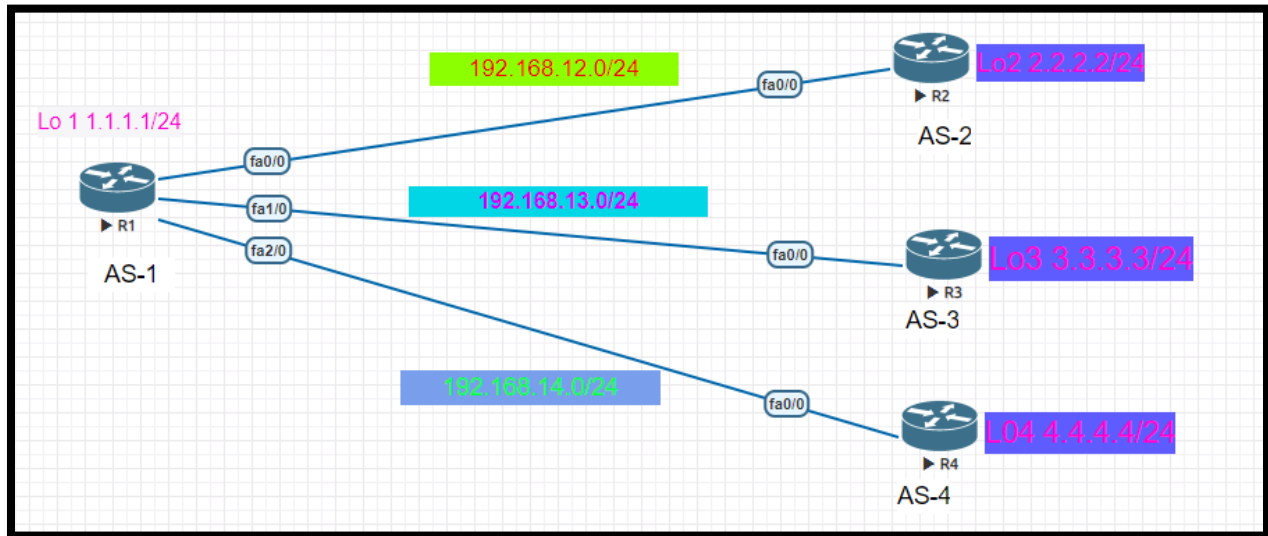 192.168.12.0/24
Lo2 2.2.2.2/24
fa0/0
R2
AS-2
Lo 1 1.1.1.1/24
fa0/0
192.168.13.0/24
fa1/0
R1
fa2/0
fa0/0
Lo3 3.3.3.3/24
AS-1
R3
AS-3
192.168.14.0/24
fa0/0
L04 4.4.4.4/24
R4
AS-4